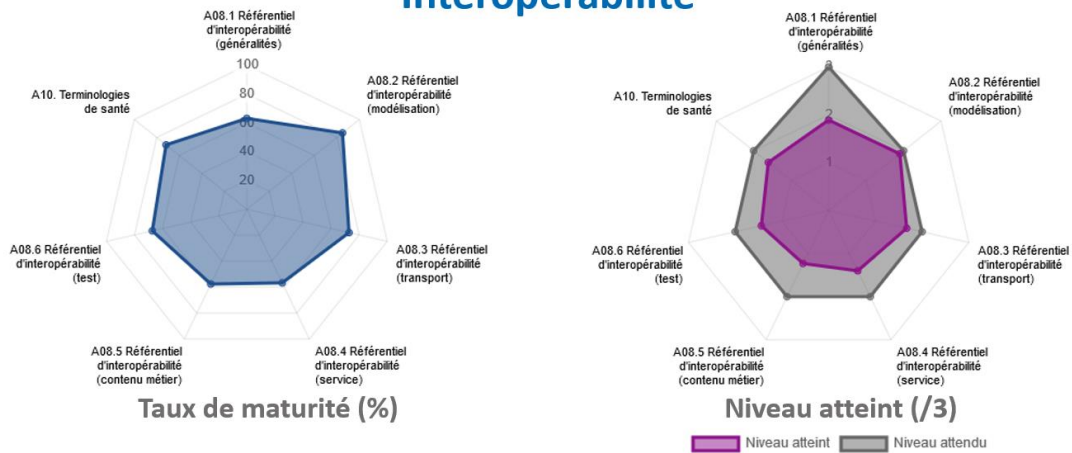 Interopérabilité
A08.1 Référentiel
d'interopérabilité
(généralités)
100
80
60
40
20
A08.2 Référentiel
d'interopérabilité
(modélisation)
A08.3 Référentiel
d'interopérabilité
(transport)
A08.4 Référentiel
d'interopérabilité
(service)
A08.5 Référentiel
d'interopérabilité
(contenu métier)
A08.6 Référentiel
d'interopérabilité
(test)
A10. Terminologies
de santé
Taux de maturité (%)
A08.1 Référentiel
d'interopérabilité
(généralités)
3
2
1
A08.2 Référentiel
d'interopérabilité
(modélisation)
A08.3 Référentiel
d'interopérabilité
(transport)
A08.4 Référentiel
d'interopérabilité
(service)
A08.5 Référentiel
d'interopérabilité
(contenu métier)
A08.6 Référentiel
d'interopérabilité
(test)
A10. Terminologies
de santé
Niveau atteint (/3)
Niveau atteint
Niveau attendu